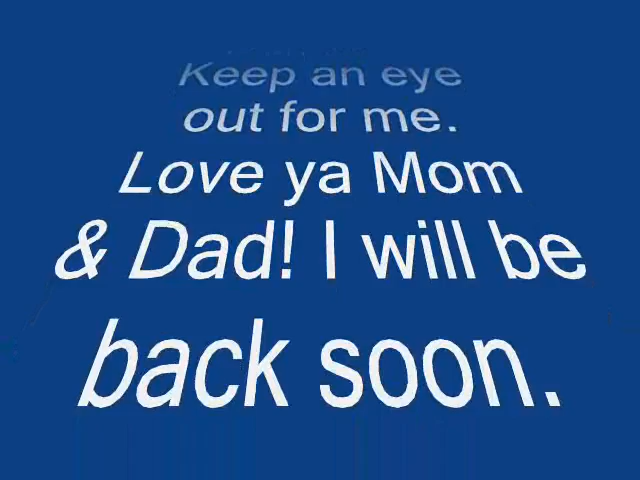 Keep an eye
out for me.
Love ya Mom
& Dad! I will be
back soon.